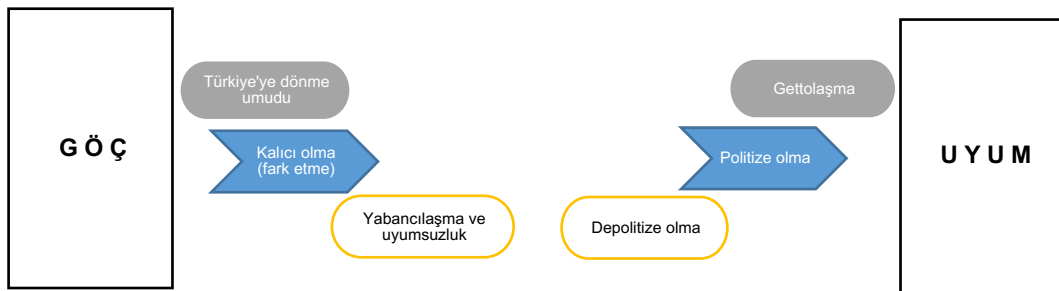 G Ö Ç
Türkiye'ye dönme
umudu
Kalıcı olma
(fark etme)
Yabancılaşma ve
uyumsuzluk
Depolitize olma
Politize olma
Gettolaşma
U Y U M